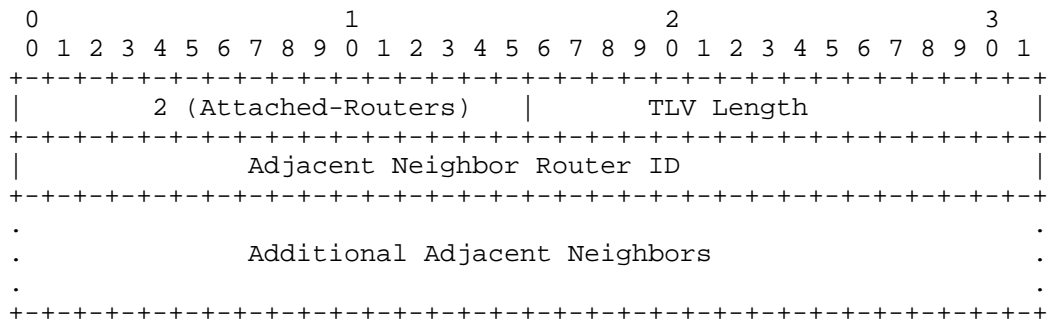 0                   1                   2                   3
 0 1 2 3 4 5 6 7 8 9 0 1 2 3 4 5 6 7 8 9 0 1 2 3 4 5 6 7 8 9 0 1
+-+-+-+-+-+-+-+-+-+-+-+-+-+-+-+-+-+-+-+-+-+-+-+-+-+-+-+-+-+-+-+-+
|        2 (Attached-Routers)   |       TLV Length              |
+-+-+-+-+-+-+-+-+-+-+-+-+-+-+-+-+-+-+-+-+-+-+-+-+-+-+-+-+-+-+-+-+
|              Adjacent Neighbor Router ID                      |
+-+-+-+-+-+-+-+-+-+-+-+-+-+-+-+-+-+-+-+-+-+-+-+-+-+-+-+-+-+-+-+-+
.                                                               .
.              Additional Adjacent Neighbors                    .
.                                                               .
+-+-+-+-+-+-+-+-+-+-+-+-+-+-+-+-+-+-+-+-+-+-+-+-+-+-+-+-+-+-+-+-+